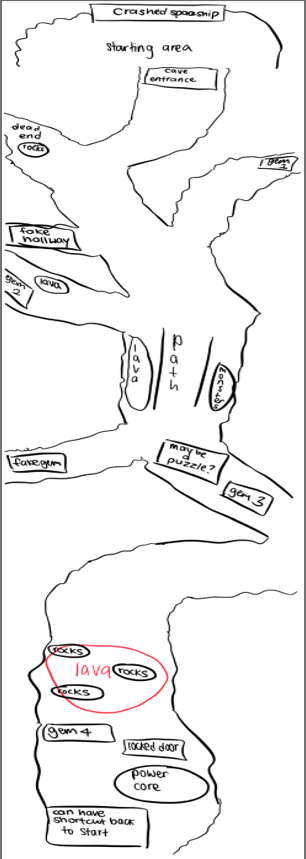 Crashed spaceship
starting area
cave
entrance
dead
end
rocks
gem
1
fake
hallway
gem
2
lava
lava
path
monster
fake gem
maybe
a
puzzle?
gem 3
rocks
lava
rocks
rocks
gem 4
locked door
power
core
can have
shortcut back
to start